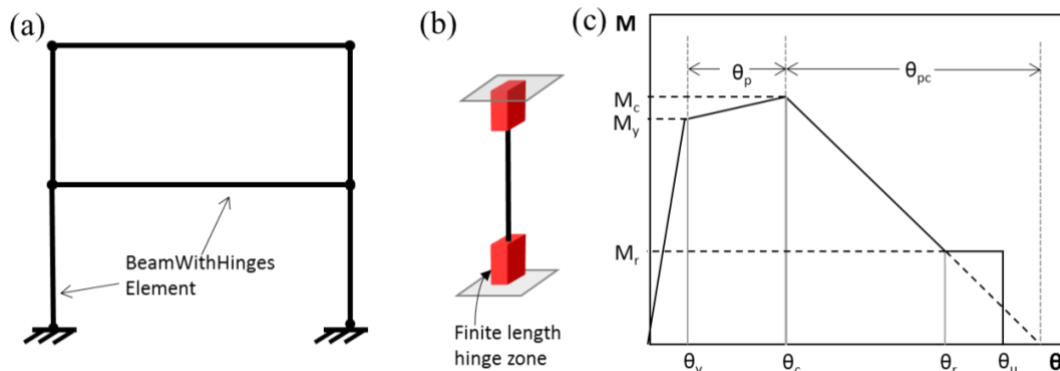 (a)
BeamWithHinges
Element
(b)
Finite length
hinge zone
(c)
M
θp
θpc
Mc
My
Mr
θy
θc
θr
θu
θ